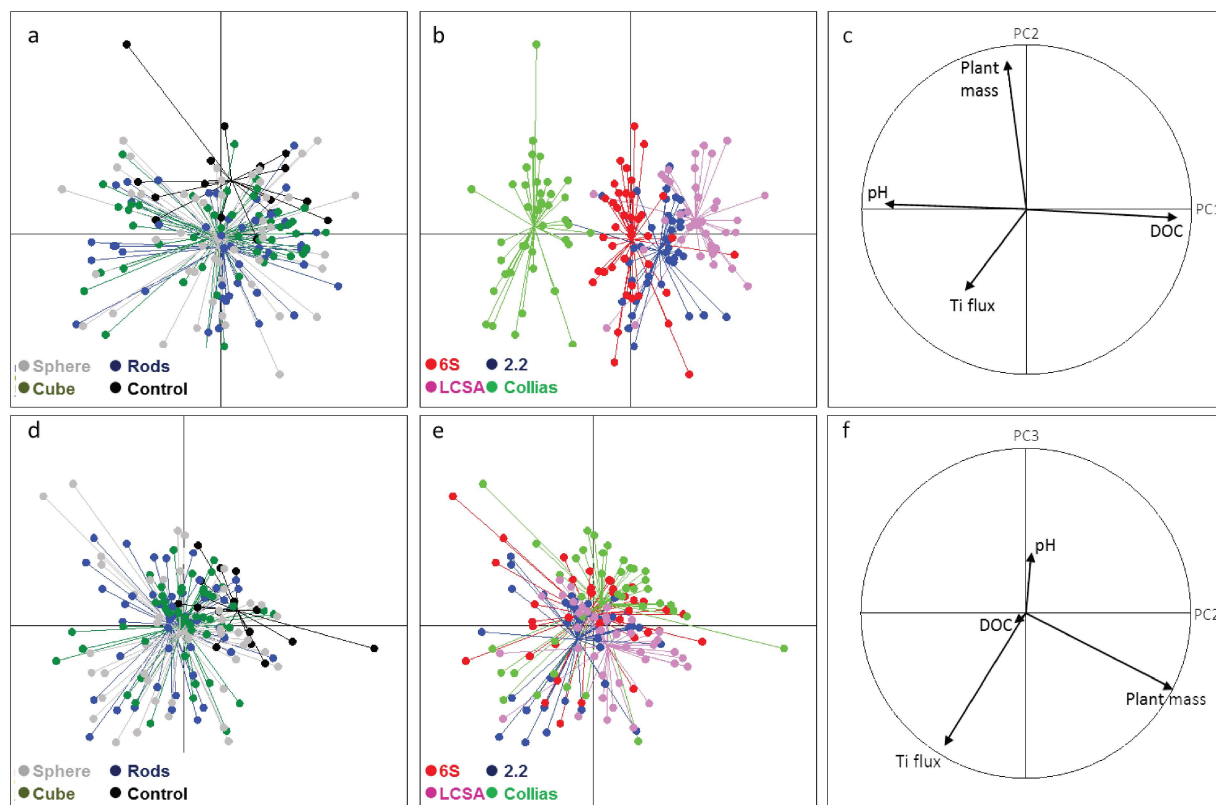 a
Sphere Rods
Cube Control
b
6S 2.2
LCSA Collias
c
PC2
Plant
mass
pH
PC1
DOC
Ti flux
d
Sphere Rods
Cube Control
e
6S 2.2
LCSA Collias
f
PC3
pH
PC2
DOC
Plant mass
Ti flux